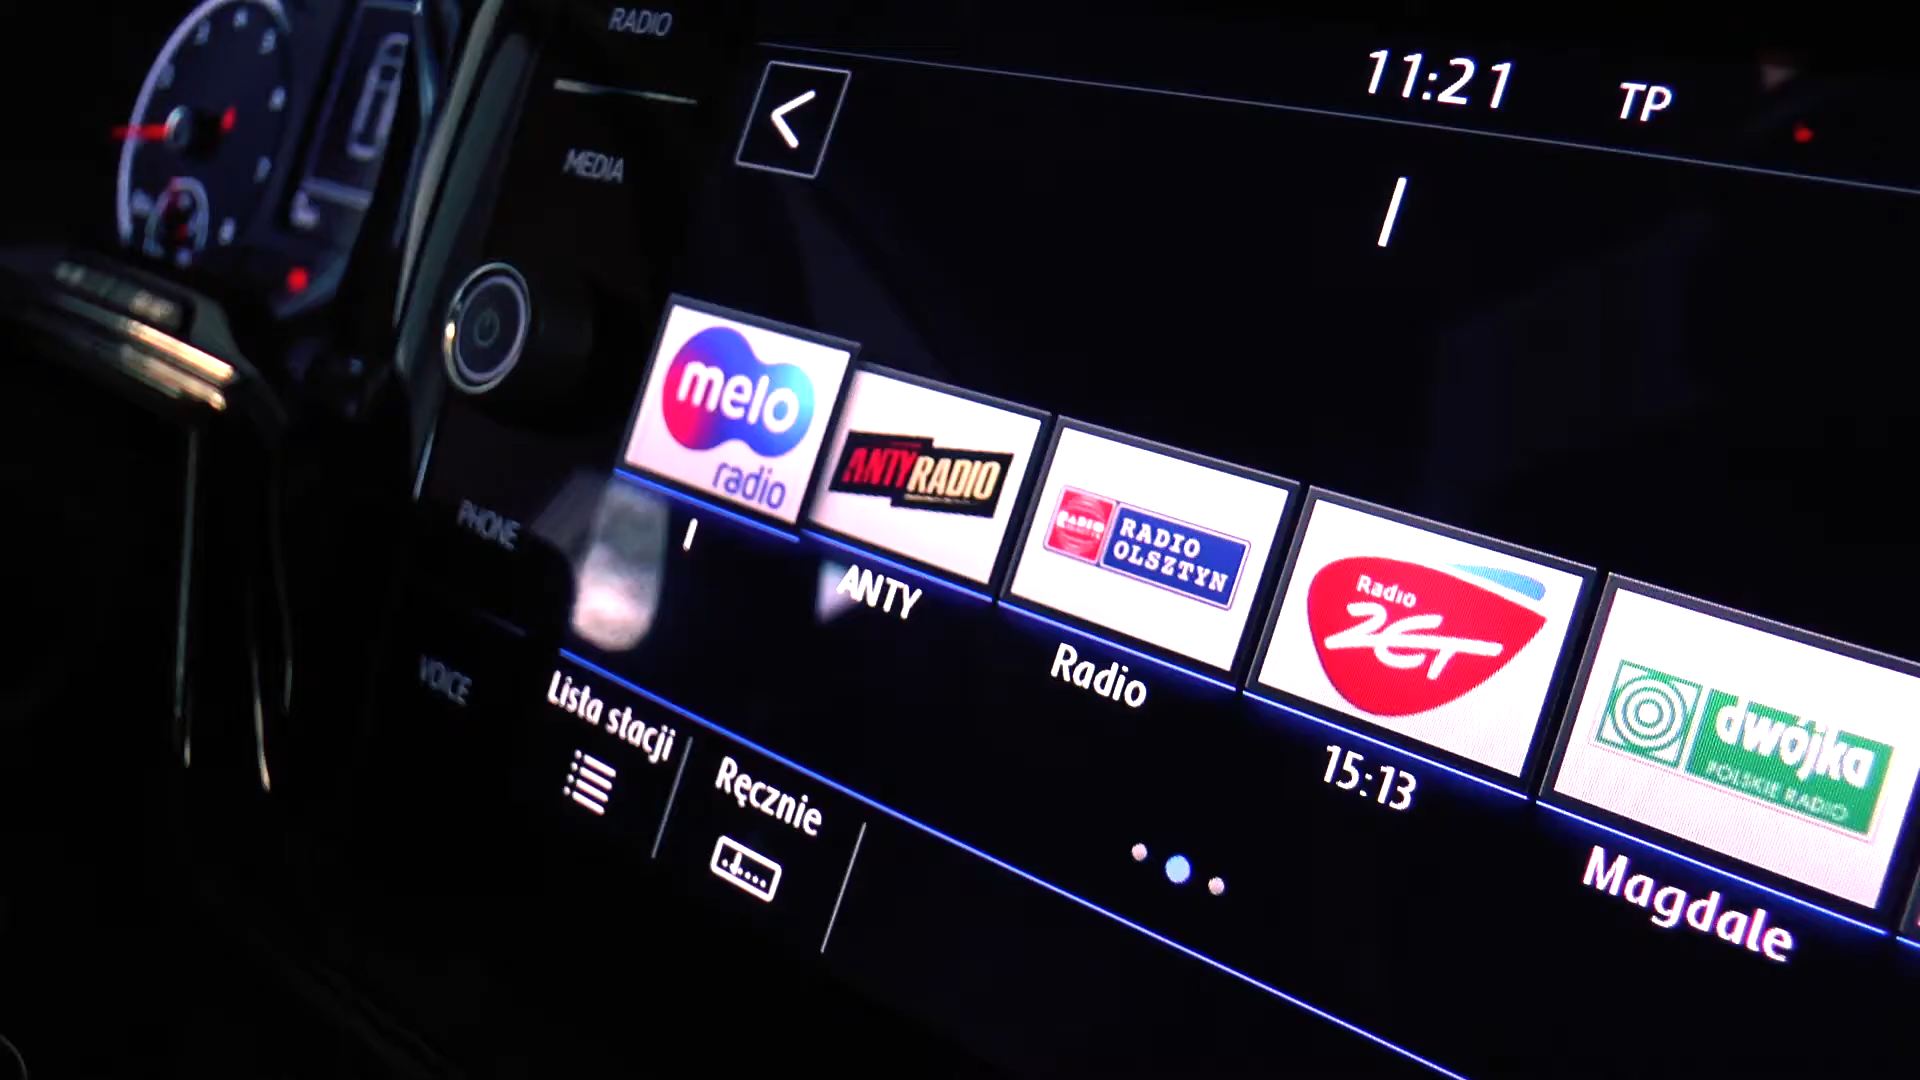 RADIO
11:21
TP
<
MEDIA
|
melo
radio
ANTYRADIO
RADIO
OLSZTYN
Radio
ZET
dwójka
POLSKIE RADIO
I
ANTY
Radio
15:13
Magdale
PHONE
VOICE
Lista stacji
Ręcznie